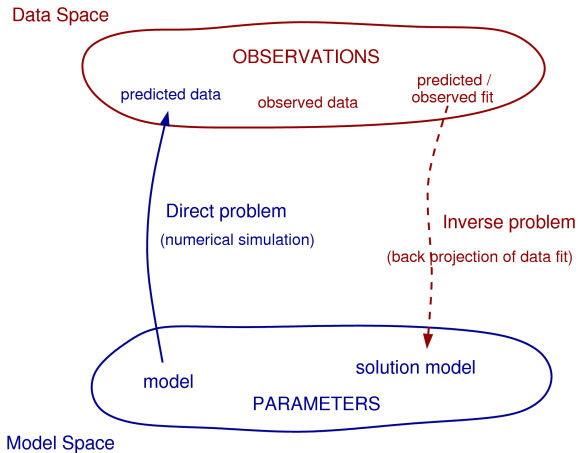 Data Space
OBSERVATIONS
predicted data
observed data
predicted /
observed fit
Direct problem
(numerical simulation)
Inverse problem
(back projection of data fit)
model
solution model
PARAMETERS
Model Space